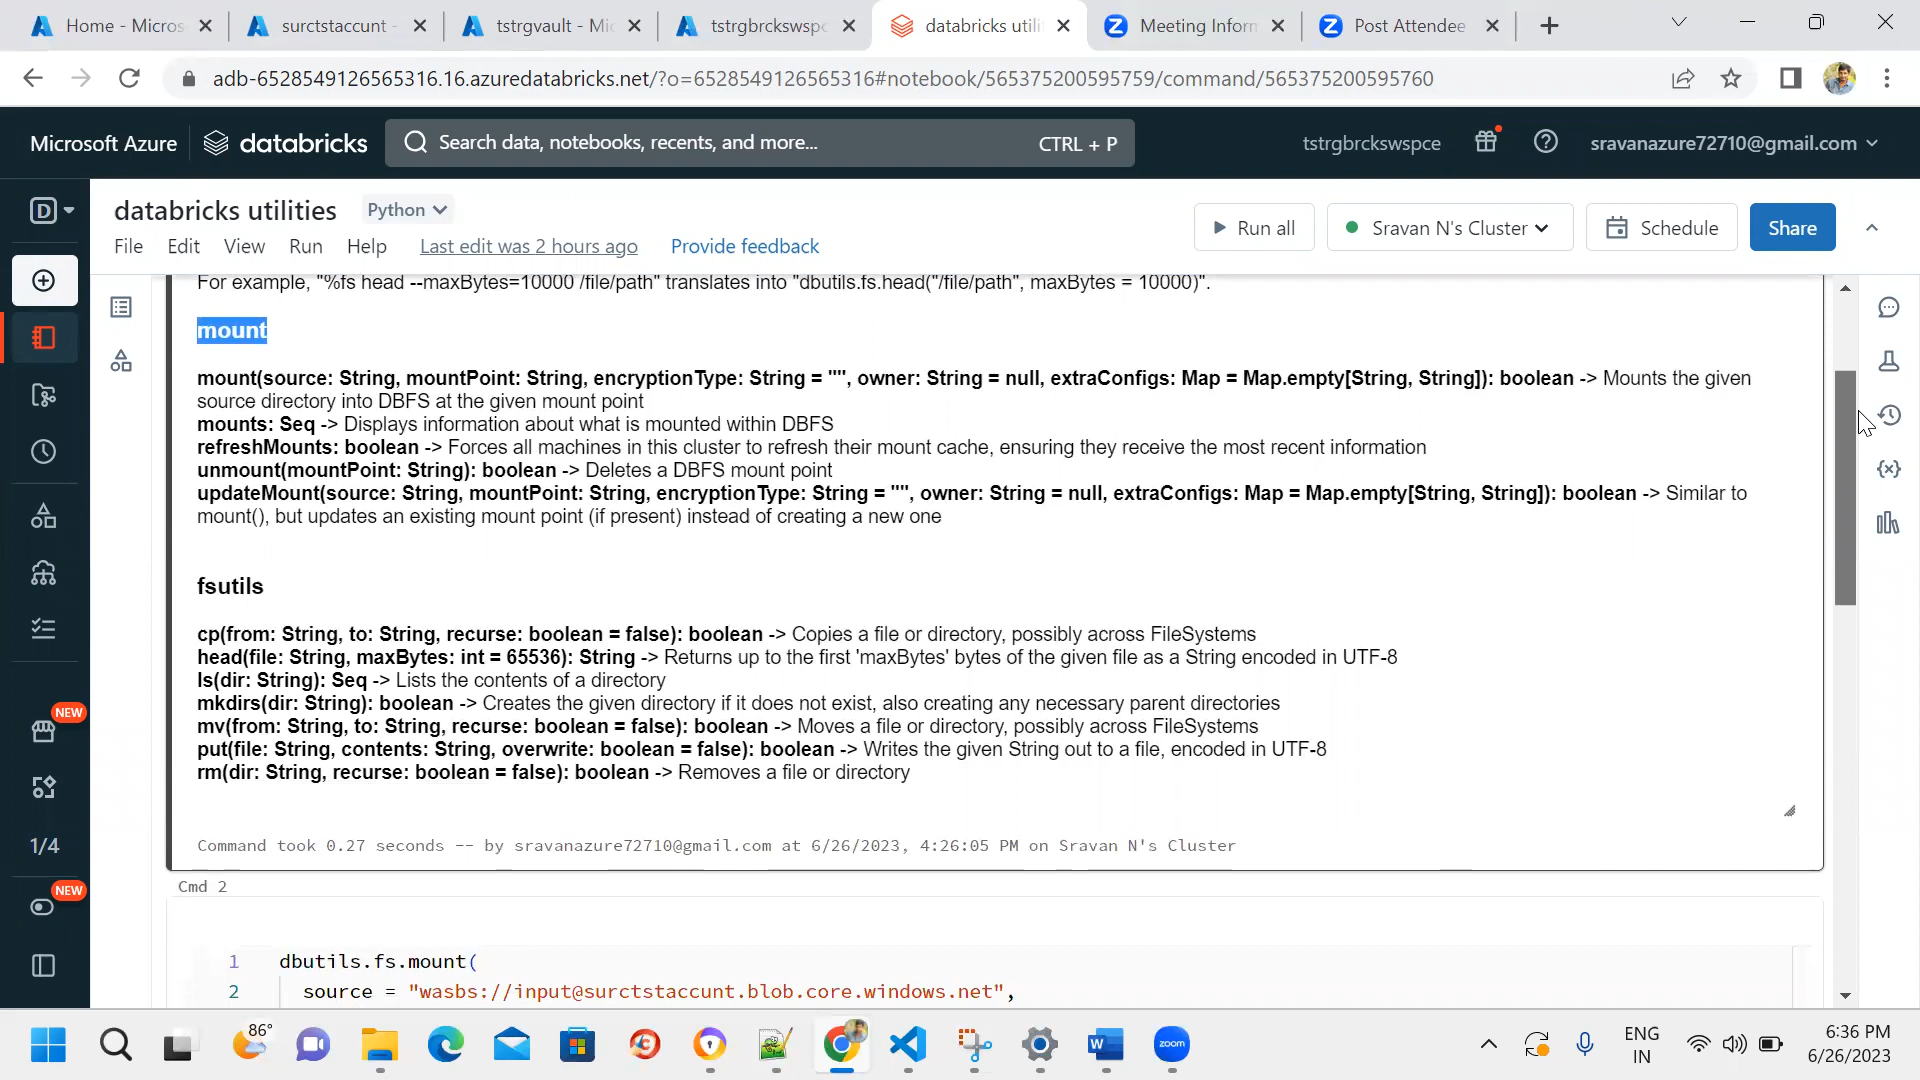 Home - Micros
surctstaccunt -
tstrgvault - Mic
tstrgbrckswspc
databricks utili
Meeting Inform
Post Attendee
adb-6528549126565316.16.azuredatabricks.net/?o=6528549126565316#notebook/565375200595759/command/565375200595760
Microsoft Azure
databricks
Search data, notebooks, recents, and more...
CTRL + P
tstrgbrckswspce
sravanazure72710@gmail.com
D
databricks utilities
Python
File Edit View Run Help
Last edit was 2 hours ago
Provide feedback
Run all
Sravan N's Cluster
Schedule
Share
For example, "%fs head --maxBytes=10000 /file/path" translates into "dbutils.fs.head("/file/path", maxBytes = 10000)".
mount
mount(source: String, mountPoint: String, encryptionType: String = "", owner: String = null, extraConfigs: Map = Map.empty[String, String]): boolean -> Mounts the given
source directory into DBFS at the given mount point
mounts: Seq -> Displays information about what is mounted within DBFS
refreshMounts: boolean -> Forces all machines in this cluster to refresh their mount cache, ensuring they receive the most recent information
unmount(mountPoint: String): boolean -> Deletes a DBFS mount point
updateMount(source: String, mountPoint: String, encryptionType: String = "", owner: String = null, extraConfigs: Map = Map.empty[String, String]): boolean -> Similar to
mount(), but updates an existing mount point (if present) instead of creating a new one
fsutils
cp(from: String, to: String, recurse: boolean = false): boolean -> Copies a file or directory, possibly across FileSystems
head(file: String, maxBytes: int = 65536): String -> Returns up to the first 'maxBytes' bytes of the given file as a String encoded in UTF-8
ls(dir: String): Seq -> Lists the contents of a directory
mkdirs(dir: String): boolean -> Creates the given directory if it does not exist, also creating any necessary parent directories
mv(from: String, to: String, recurse: boolean = false): boolean -> Moves a file or directory, possibly across FileSystems
put(file: String, contents: String, overwrite: boolean = false): boolean -> Writes the given String out to a file, encoded in UTF-8
rm(dir: String, recurse: boolean = false): boolean -> Removes a file or directory
Command took 0.27 seconds -- by sravanazure72710@gmail.com at 6/26/2023, 4:26:05 PM on Sravan N's Cluster
NEW
1/4
NEW
Cmd 2
1 dbutils.fs.mount(
2 source = "wasbs://input@surctstaccunt.blob.core.windows.net",
86°
zoom
ENG
IN
6:36 PM
6/26/2023